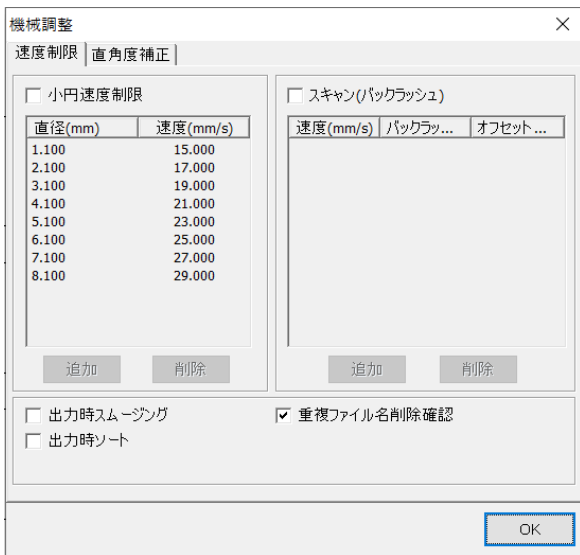 機械調整
速度制限 直角度補正
小円速度制限
直径(mm) 速度(mm/s)
1.100 15.000
2.100 17.000
3.100 19.000
4.100 21.000
5.100 23.000
6.100 25.000
7.100 27.000
8.100 29.000
追加 削除
スキャン(バックラッシュ)
速度(mm/s) バックラッ... オフセット ...
追加 削除
出力時スムージング
出力時ソート
重複ファイル名削除確認
OK